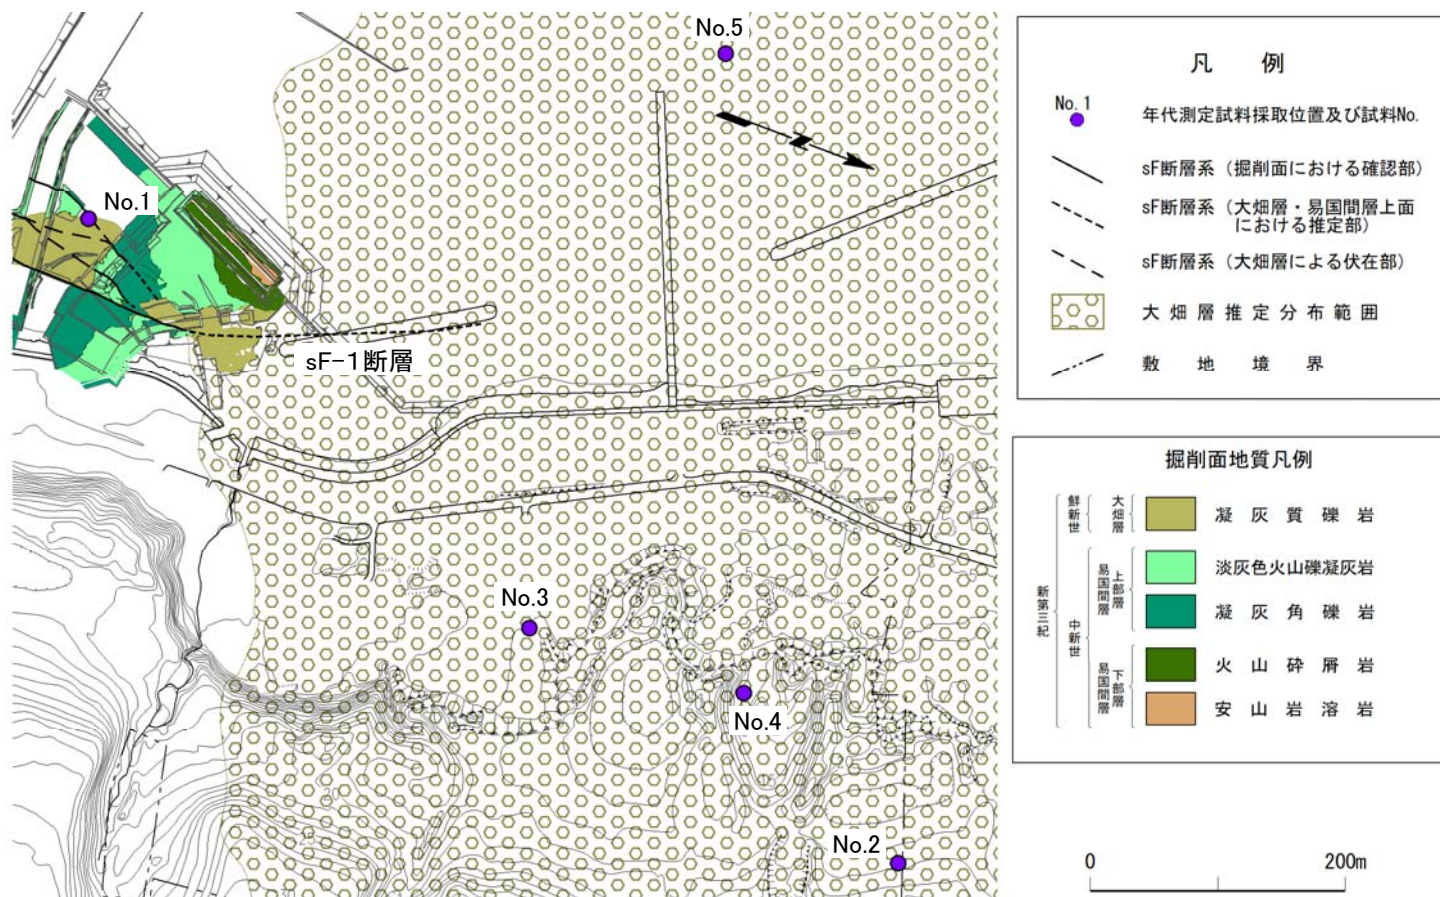 No.5
No.1
sF-1断層
No.3
No.4
No.2
凡 例
No.1
年代測定試料採取位置及び試料No.
sF断層系（掘削面における確認部）
sF断層系（大畑層・易国間層上面
における推定部）
sF断層系（大畑層による伏在部）
大畑層推定分布範囲
敷地境界
掘削面地質凡例
新第三紀
鮮新世
大畑層
凝灰質礫岩
中新世
易国間層
上部層
淡灰色火山礫凝灰岩
凝灰角礫岩
易国間層
下部層
火山砕屑岩
安山岩溶岩
0 200m